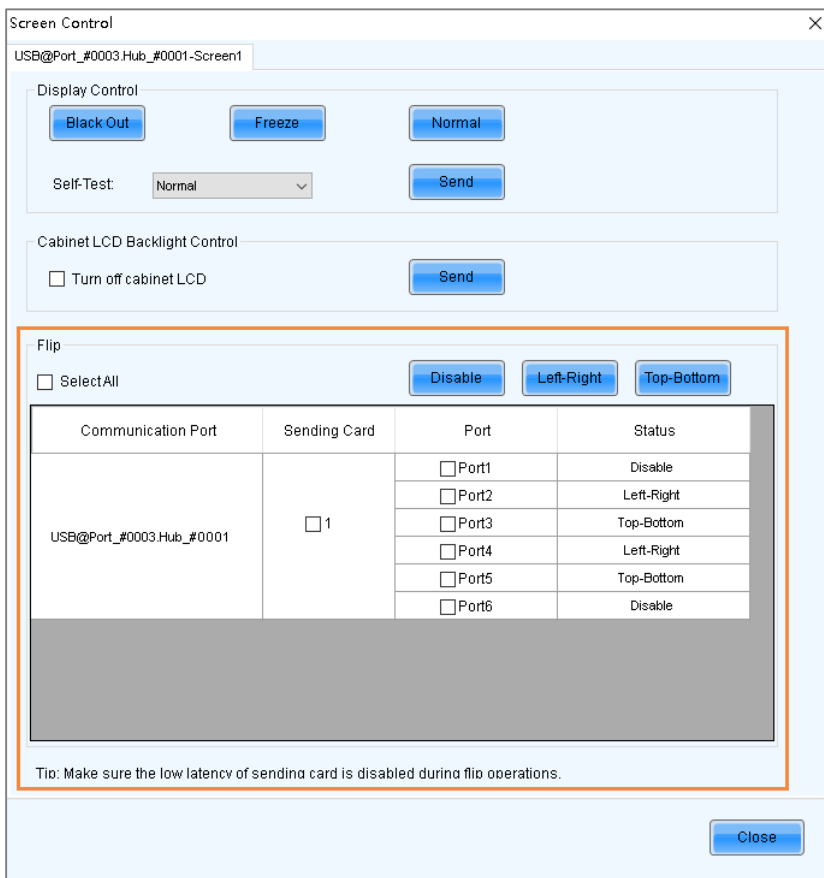 Screen Control
USB@Port_#0003.Hub_#0001-Screen1
Display Control
Black Out Freeze Normal
Self-Test: Normal Send
Cabinet LCD Backlight Control
Turn off cabinet LCD Send
Flip
Select All Disable Left-Right Top-Bottom
Communication Port Sending Card Port Status
Port1 Disable
Port2 Left-Right
USB@Port_#0003.Hub_#0001 1 Port3 Top-Bottom
Port4 Left-Right
Port5 Top-Bottom
Port6 Disable
Tip: Make sure the low latency of sending card is disabled during flip operations.
Close